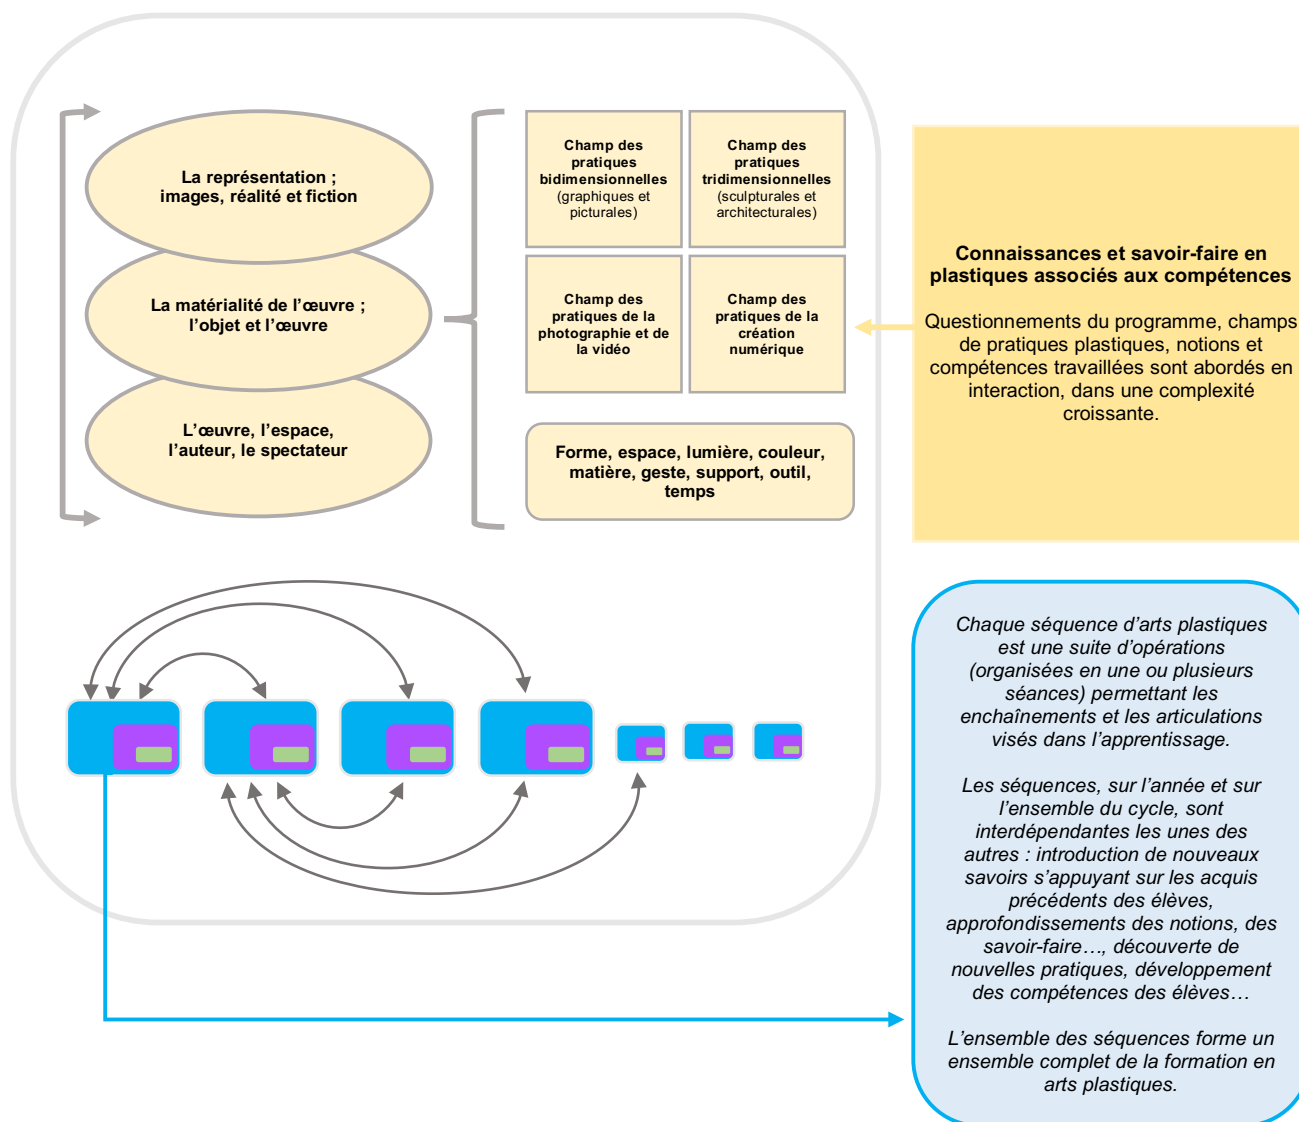 La représentation ;
images, réalité et fiction
La matérialité de l’œuvre ;
l’objet et l’œuvre
L’œuvre, l’espace,
l’auteur, le spectateur
Champ des
pratiques
bidimensionnelles
(graphiques et
picturales)
Champ des
pratiques
tridimensionnelles
(sculpturales et
architecturales)
Champ des
pratiques de la
photographie et de
la vidéo
Champ des
pratiques de la
création
numérique
Forme, espace, lumière, couleur,
matière, geste, support, outil,
temps
Connaissances et savoir-faire en
plastiques associés aux compétences
Questionnements du programme, champs
de pratiques plastiques, notions et
compétences travaillées sont abordés en
interaction, dans une complexité
croissante.
Chaque séquence d’arts plastiques
est une suite d’opérations
(organisées en une ou plusieurs
séances) permettant les
enchaînements et les articulations
visés dans l’apprentissage.
Les séquences, sur l’année et sur
l’ensemble du cycle, sont
interdépendantes les unes des
autres : introduction de nouveaux
savoirs s’appuyant sur les acquis
précédents des élèves,
approfondissements des notions, des
savoir-faire…, découverte de
nouvelles pratiques, développement
des compétences des élèves…
L’ensemble des séquences forme un
ensemble complet de la formation en
arts plastiques.